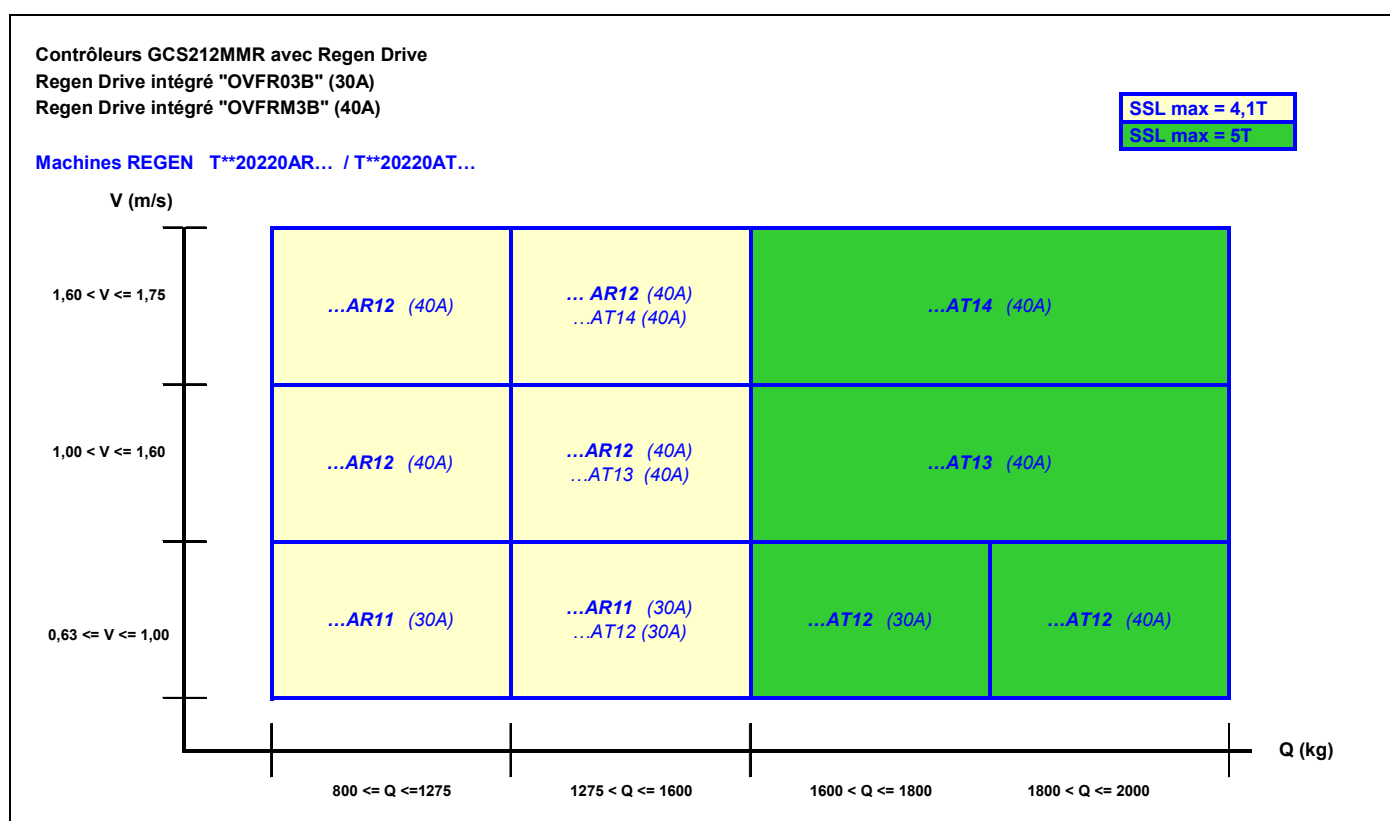 Contrôleurs GCS212MMR avec Regen Drive
Regen Drive intégré "OVFR03B" (30A)
Regen Drive intégré "OVFRM3B" (40A)
SSL max = 4,1T
SSL max = 5T
Machines REGEN T**20220AR… / T**20220AT…
V (m/s)
1,60 < V <= 1,75
…AR12 (40A)
… AR12 (40A)
…AT14 (40A)
…AT14 (40A)
1,00 < V <= 1,60
…AR12 (40A)
…AR12 (40A)
…AT13 (40A)
…AT13 (40A)
0,63 <= V <= 1,00
…AR11 (30A)
…AR11 (30A)
…AT12 (30A)
…AT12 (30A)
…AT12 (40A)
Q (kg)
800 <= Q <=1275
1275 < Q <= 1600
1600 < Q <= 1800
1800 < Q <= 2000